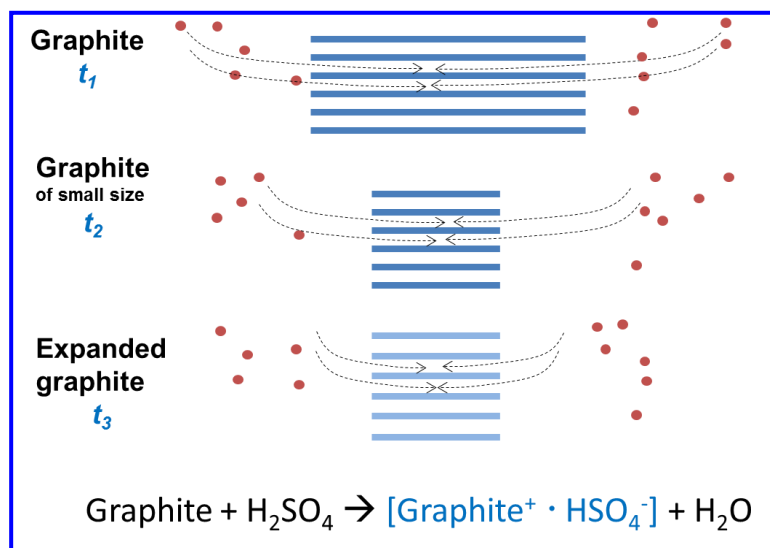 Graphite
t₁
Graphite
of small size
t₂
Expanded
graphite
t₃
Graphite + H₂SO₄ → [Graphite⁺ · HSO₄⁻] + H₂O